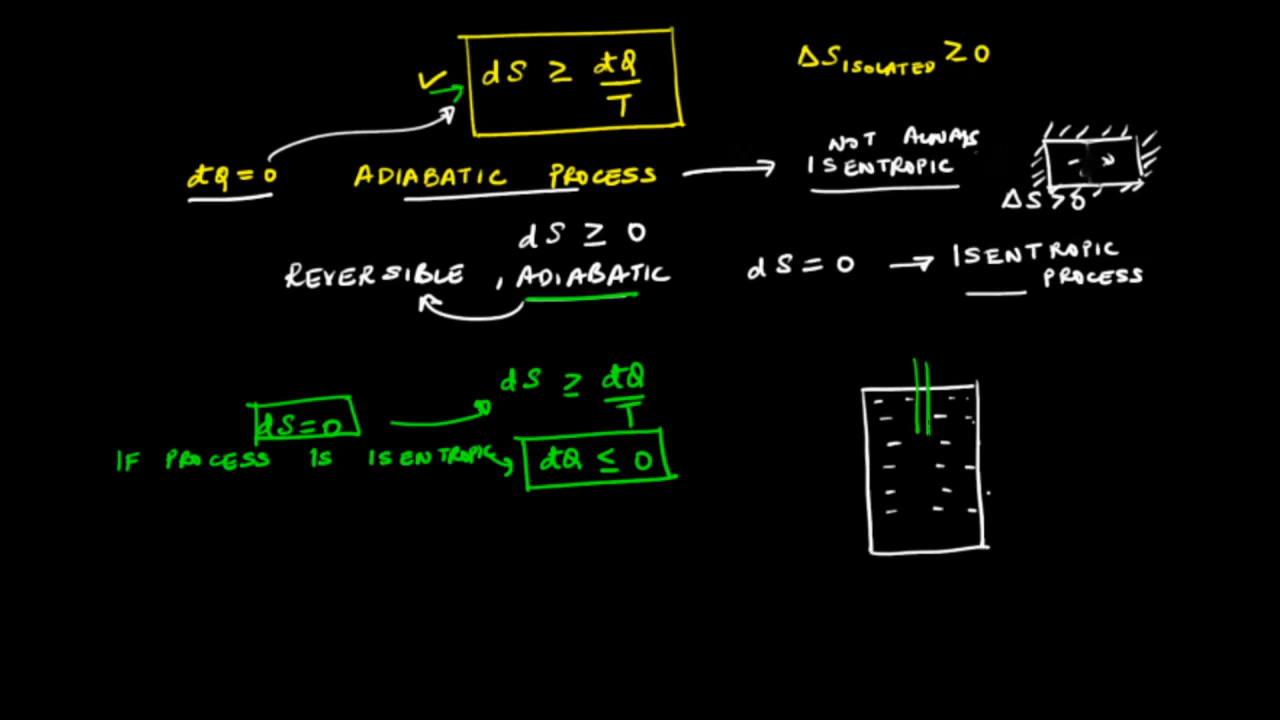 dS ≥ đQ/T
ΔS ISOLATED ≥ 0
đQ = 0 ADIABATIC PROCESS → NOT ALWAYS ISENTROPIC
ΔS > 0
dS ≥ 0
REVERSIBLE, ADIABATIC
dS = 0 → ISENTROPIC PROCESS
dS ≥ đQ/T
dS = 0
IF PROCESS IS ISENTROPIC
đQ ≤ 0